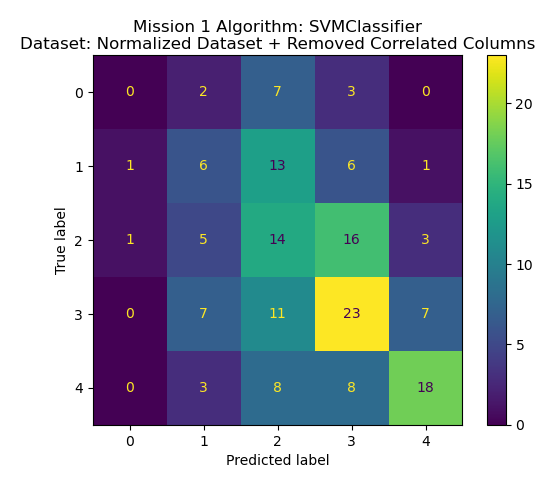 Mission 1 Algorithm: SVMClassifier
Dataset: Normalized Dataset + Removed Correlated Columns
True label
0 0 2 7 3 0
1 1 6 13 6 1
2 1 5 14 16 3
3 0 7 11 23 7
4 0 3 8 8 18
0 1 2 3 4
Predicted label
20
15
10
5
0